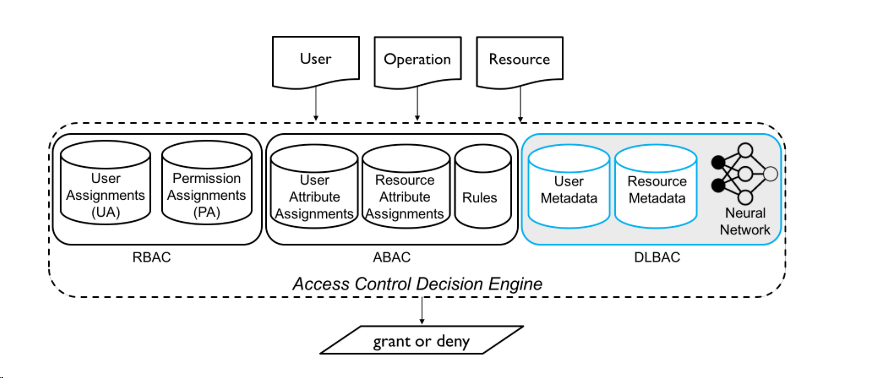 User
Operation
Resource
User
Assignments
(UA)
Permission
Assignments
(PA)
User
Attribute
Assignments
Resource
Attribute
Assignments
Rules
User
Metadata
Resource
Metadata
Neural
Network
RBAC
ABAC
DLBAC
Access Control Decision Engine
grant or deny